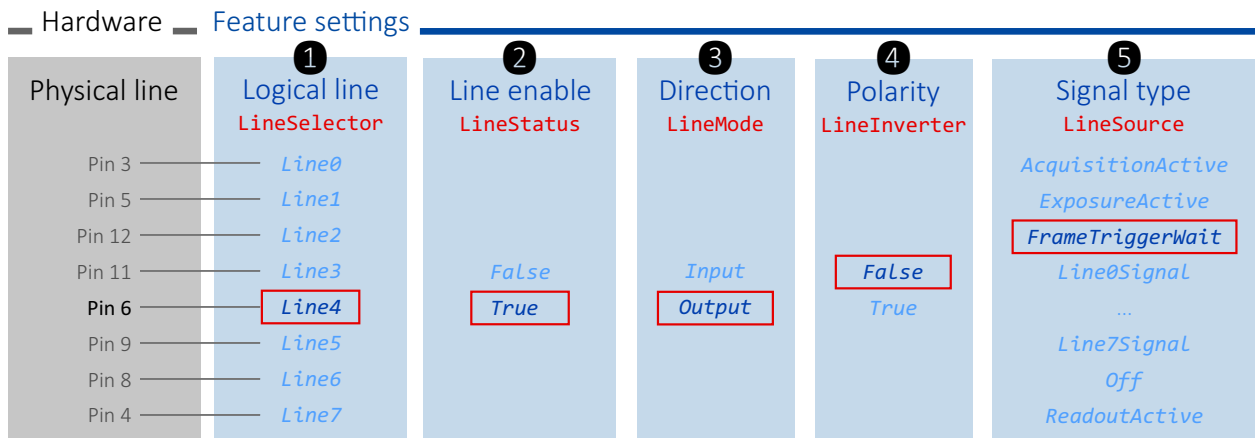 Hardware Feature settings
1 2 3 4 5
Physical line Logical line Line enable Direction Polarity Signal type
LineSelector LineStatus LineMode LineInverter LineSource
Pin 3 Line0 AcquisitionActive
Pin 5 Line1 ExposureActive
Pin 12 Line2 FrameTriggerWait
Pin 11 Line3 False Input False Line0Signal
Pin 6 Line4 True Output True ...
Pin 9 Line5 Line7Signal
Pin 8 Line6 Off
Pin 4 Line7 ReadoutActive